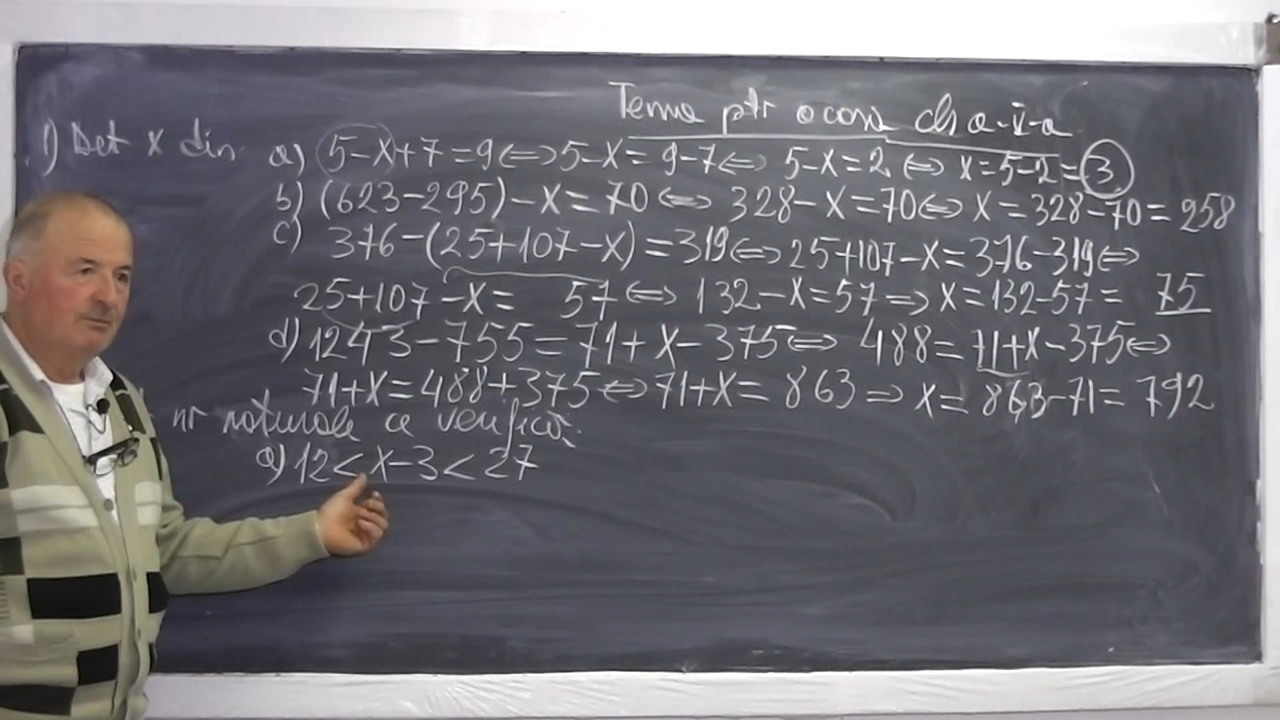 Tema ptr acasă cls a-V-a
1) Det x din a) 5-x+7=9⇔5-x=9-7⇔ 5-x=2 ⇔ x=5-2=3
b) (623-295)-x=70 ⇔ 328-x=70⇔ x=328-70=258
c) 376-(25+107-x)=319⇔25+107-x=376-319⇔
25+107-x= 57⇔ 132-x=57⇒ x=132-57= 75
d) 1243-755=71+x-375⇔ 488=71+x-375⇔
71+x=488+375⇔71+x=863⇒ x=863-71=792
nr naturale ce verifică
a) 12<x-3<27